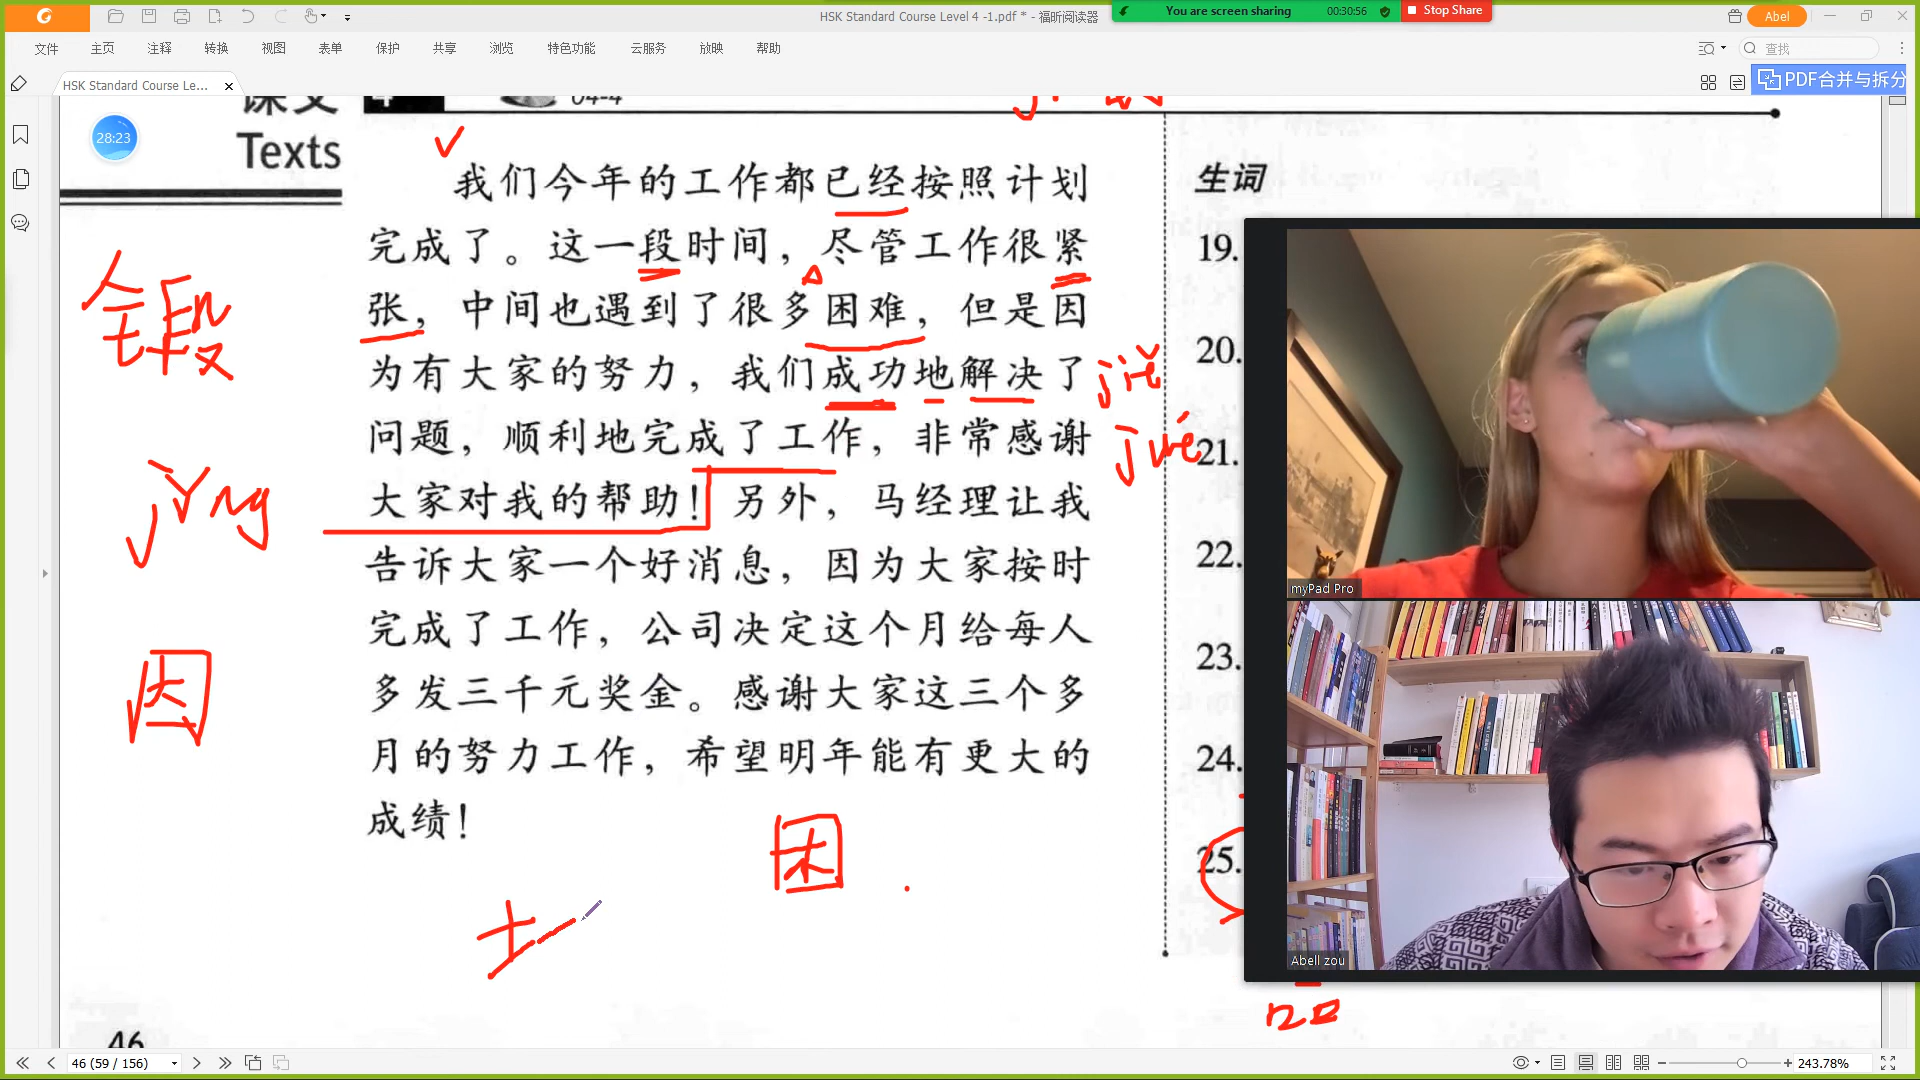 HSK Standard Course Level 4 -1.pdf * - 福昕阅读器
You are screen sharing
00:30:56
Stop Share
Abel
文件 主页 注释 转换 视图 表单 保护 共享 浏览 特色功能 云服务 放映 帮助
查找
HSK Standard Course Le...
PDF合并与拆分
28:23
课文
4
04-4
Texts
我们今年的工作都已经按照计划
完成了。这一段时间，尽管工作很紧
张，中间也遇到了很多困难，但是因
为有大家的努力，我们成功地解决了
问题，顺利地完成了工作，非常感谢
大家对我的帮助！另外，马经理让我
告诉大家一个好消息，因为大家按时
完成了工作，公司决定这个月给每人
多发三千元奖金。感谢大家这三个多
月的努力工作，希望明年能有更大的
成绩！
生词
19.
20.
21.
22.
23.
24.
25.
锻
jǐng
因
困
jiě
jué
土
myPad Pro
Abell zou
46
46 (59 / 156)
243.78%